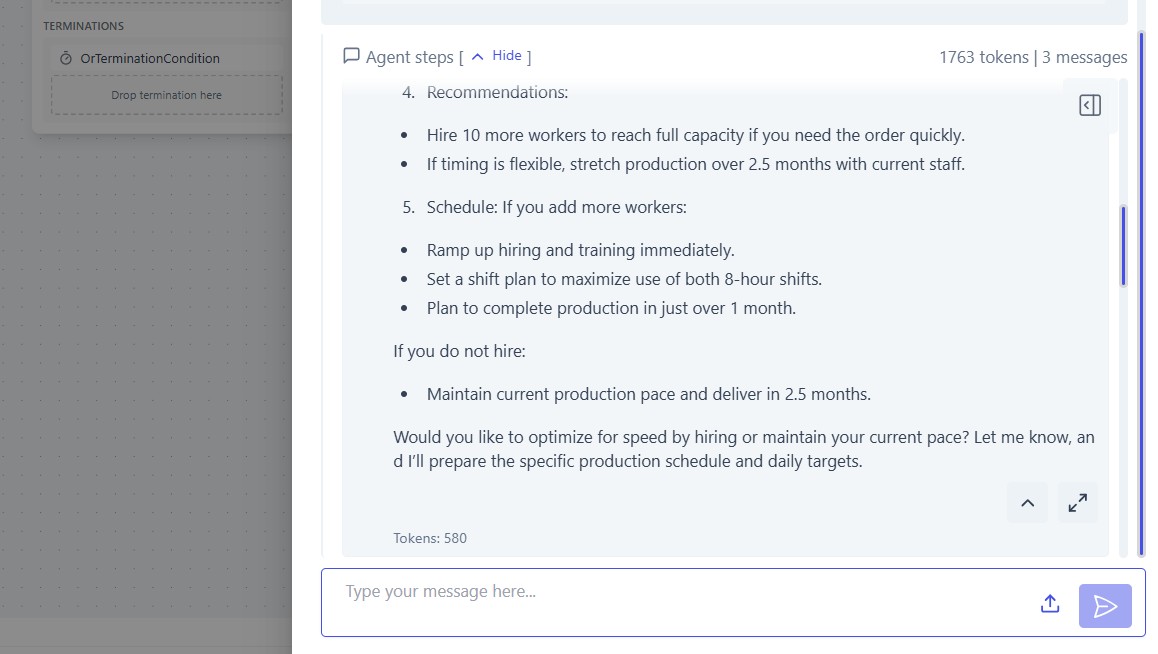 TERMINATIONS
OrTerminationCondition
Drop termination here
Agent steps [ Hide ]
1763 tokens | 3 messages
4. Recommendations:
• Hire 10 more workers to reach full capacity if you need the order quickly.
• If timing is flexible, stretch production over 2.5 months with current staff.
5. Schedule: If you add more workers:
• Ramp up hiring and training immediately.
• Set a shift plan to maximize use of both 8-hour shifts.
• Plan to complete production in just over 1 month.
If you do not hire:
• Maintain current production pace and deliver in 2.5 months.
Would you like to optimize for speed by hiring or maintain your current pace? Let me know, an
d I’ll prepare the specific production schedule and daily targets.
Tokens: 580
Type your message here...